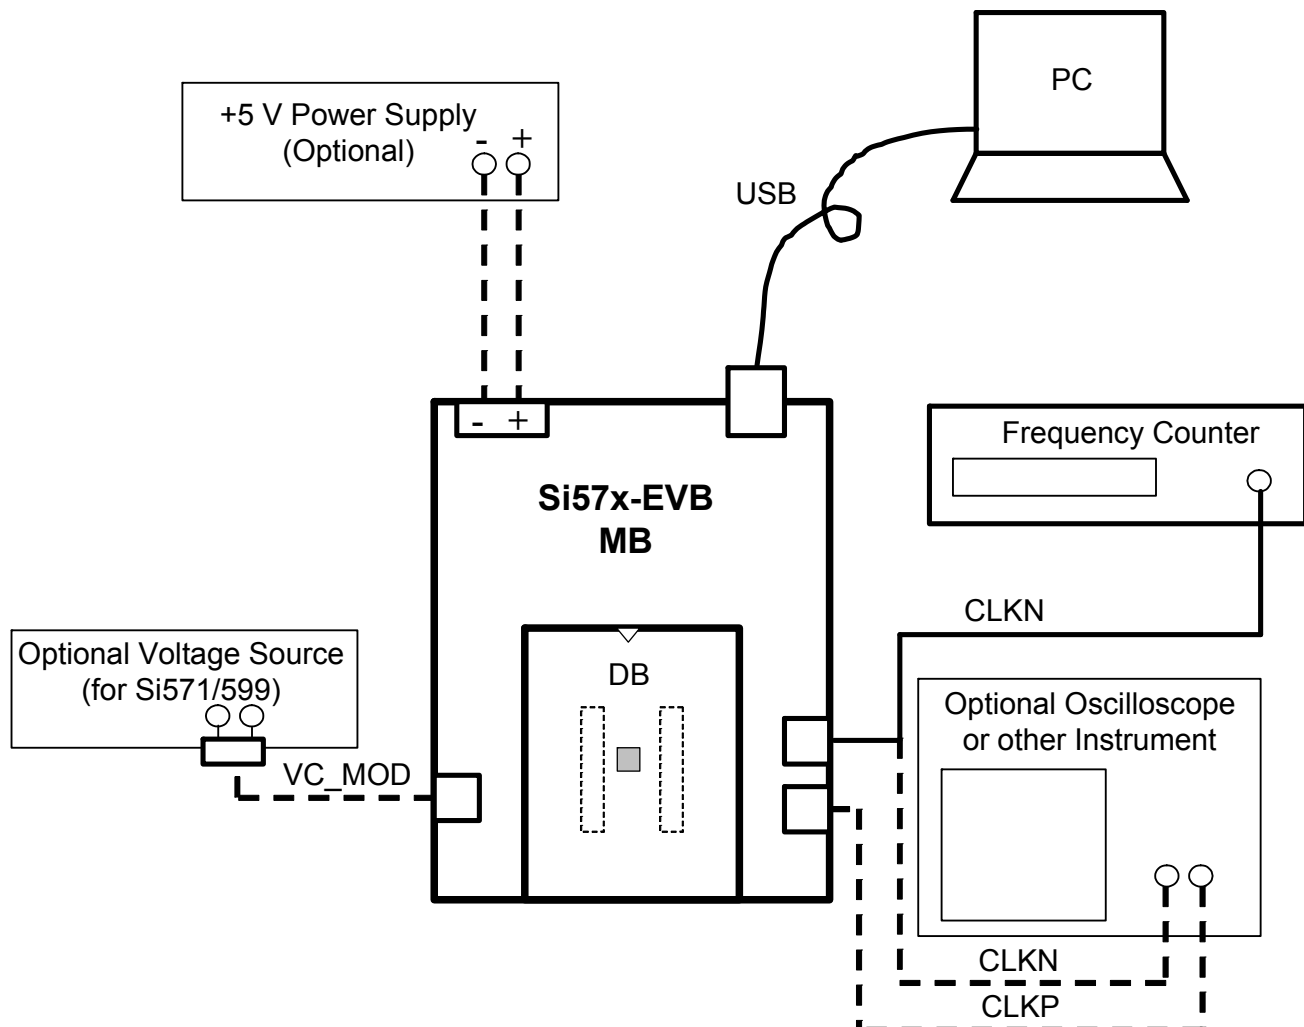 PC
+5 V Power Supply
(Optional)
- +
USB
- +
Si57x-EVB
MB
Frequency Counter
CLKN
Optional Voltage Source
(for Si571/599)
DB
Optional Oscilloscope
or other Instrument
VC_MOD
CLKN
CLKP